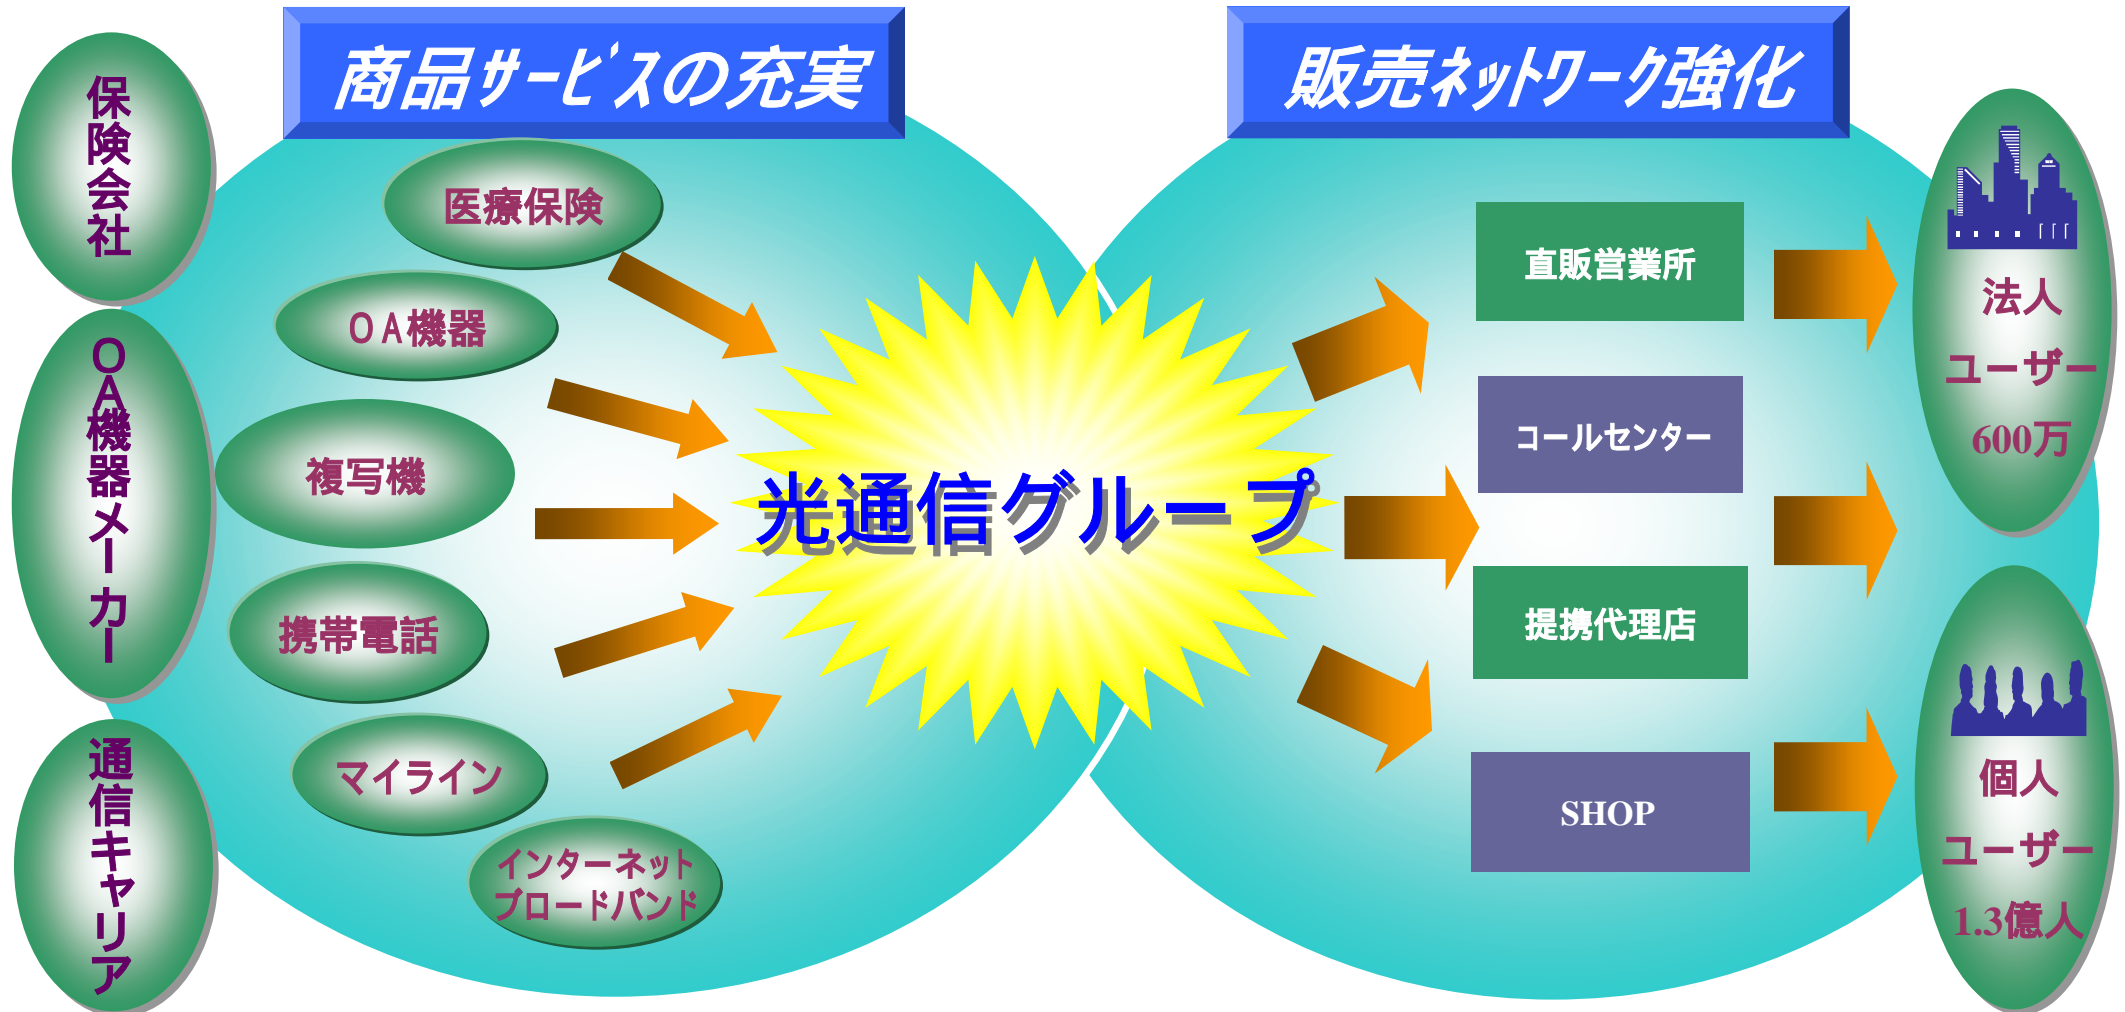 商品ｻｰﾋﾞｽの充実
販売ﾈｯﾄﾜｰｸ強化
保険会社
ＯＡ機器メーカー
通信キャリア
医療保険
ＯＡ機器
複写機
携帯電話
マイライン
インターネット
ブロードバンド
光通信グループ
直販営業所
コールセンター
提携代理店
SHOP
法人
ユーザー
600万
個人
ユーザー
1.3億人